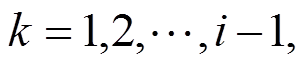 k = 1,2,⋯,i − 1,